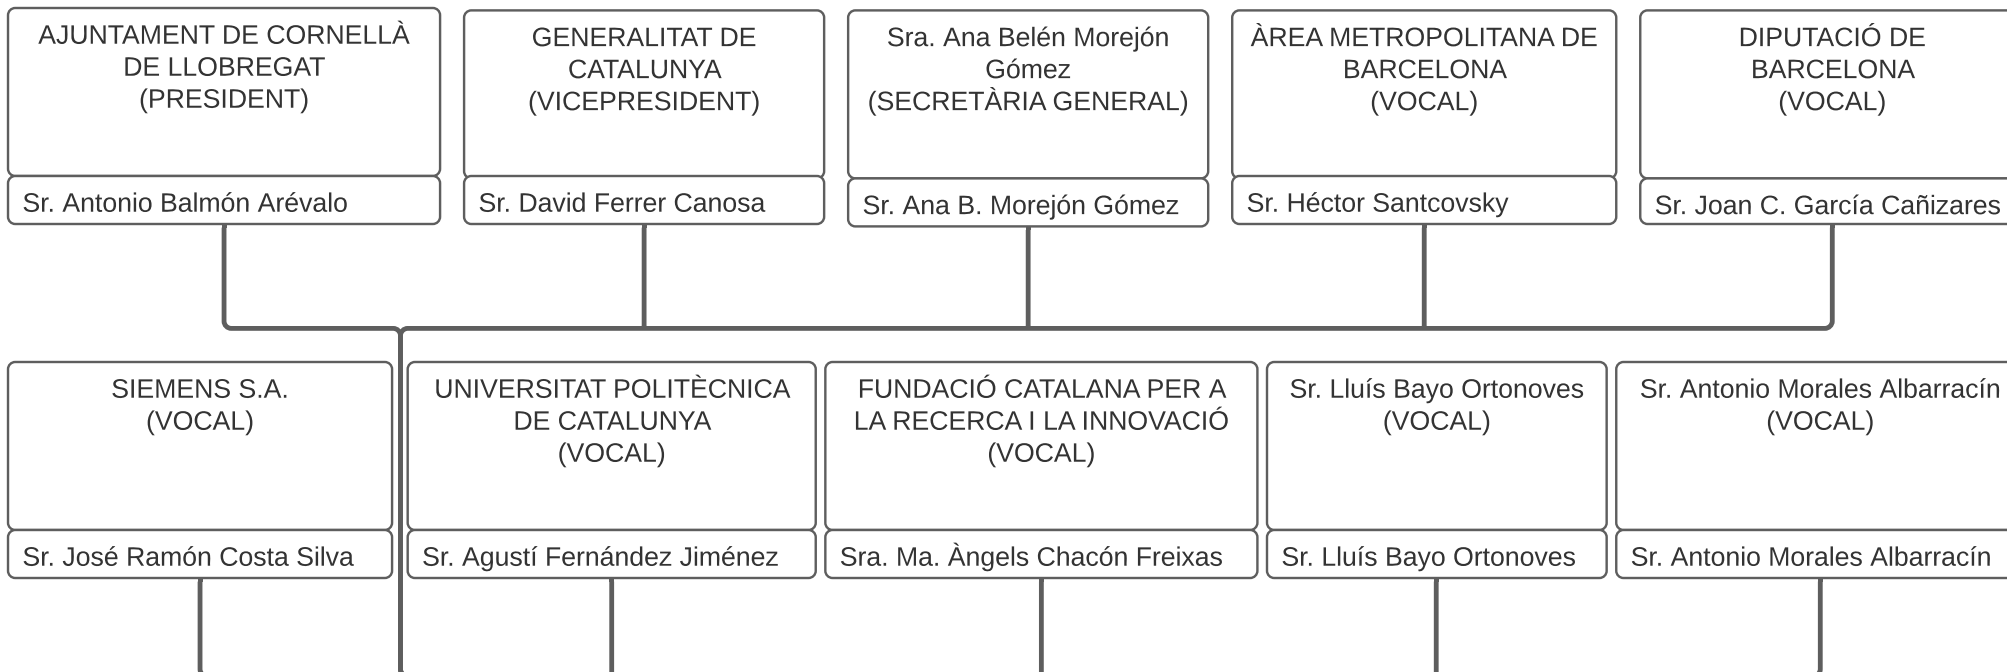 AJUNTAMENT DE CORNELLÀ
DE LLOBREGAT
(PRESIDENT)
Sr. Antonio Balmón Arévalo
GENERALITAT DE
CATALUNYA
(VICEPRESIDENT)
Sr. David Ferrer Canosa
Sra. Ana Belén Morejón
Gómez
(SECRETÀRIA GENERAL)
Sr. Ana B. Morejón Gómez
ÀREA METROPOLITANA DE
BARCELONA
(VOCAL)
Sr. Héctor Santcovsky
DIPUTACIÓ DE
BARCELONA
(VOCAL)
Sr. Joan C. García Cañizares
SIEMENS S.A.
(VOCAL)
Sr. José Ramón Costa Silva
UNIVERSITAT POLITÈCNICA
DE CATALUNYA
(VOCAL)
Sr. Agustí Fernández Jiménez
FUNDACIÓ CATALANA PER A
LA RECERCA I LA INNOVACIÓ
(VOCAL)
Sra. Ma. Àngels Chacón Freixas
Sr. Lluís Bayo Ortonoves
(VOCAL)
Sr. Lluís Bayo Ortonoves
Sr. Antonio Morales Albarracín
(VOCAL)
Sr. Antonio Morales Albarracín